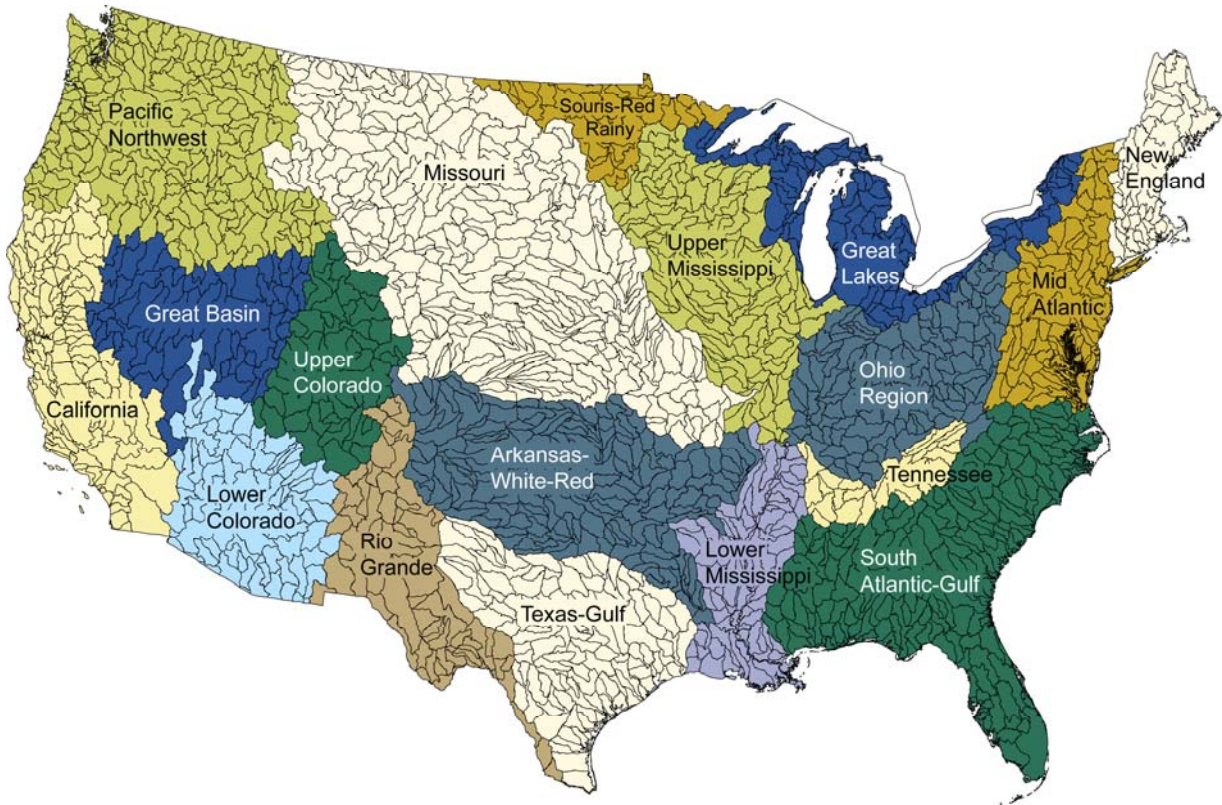 Pacific
Northwest
Missouri
Souris-Red
Rainy
Upper
Mississippi
Great
Lakes
New
England
Mid
Atlantic
Great Basin
Upper
Colorado
Ohio
Region
California
Lower
Colorado
Arkansas-
White-Red
Tennessee
Rio
Grande
Texas-Gulf
Lower
Mississippi
South
Atlantic-Gulf